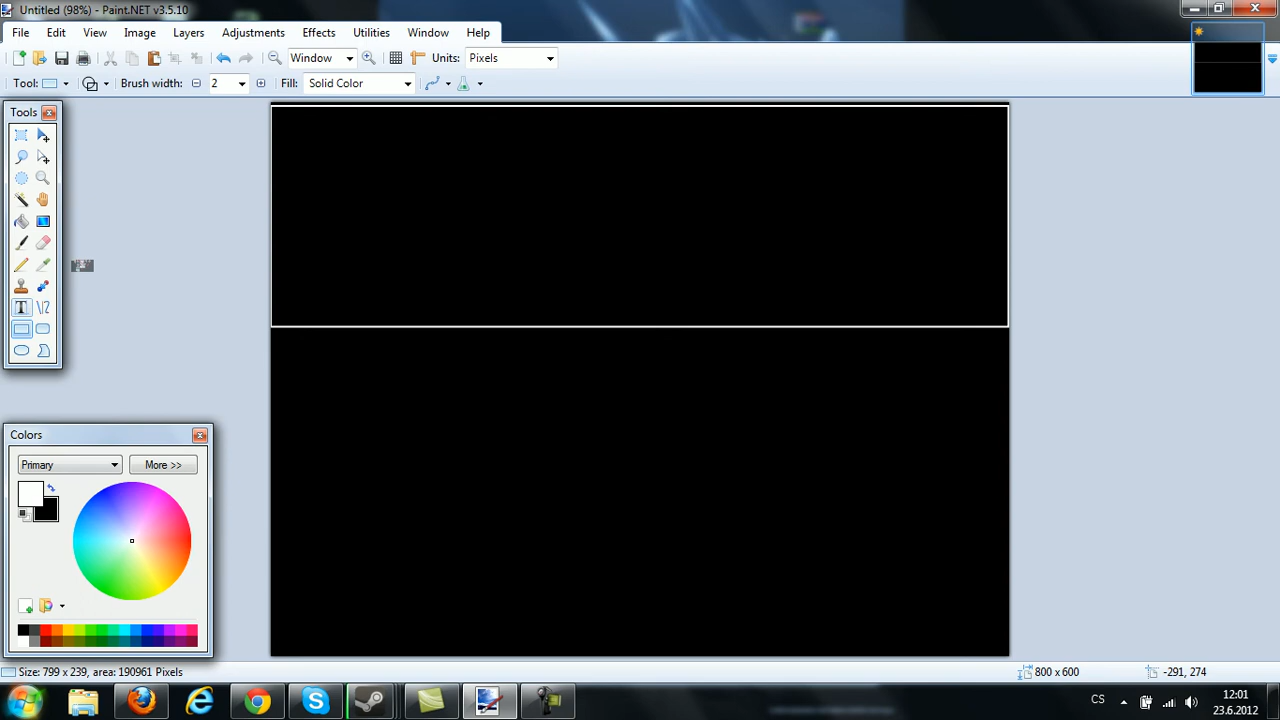 Untitled (98%) - Paint.NET v3.5.10
File Edit View Image Layers Adjustments Effects Utilities Window Help
Window Units: Pixels
Tool: Brush width: 2 Fill: Solid Color
Tools
T
Colors
Primary More >>
Size: 799 x 239, area: 190961 Pixels 800 x 600 -291, 274
CS 12:01
23.6.2012